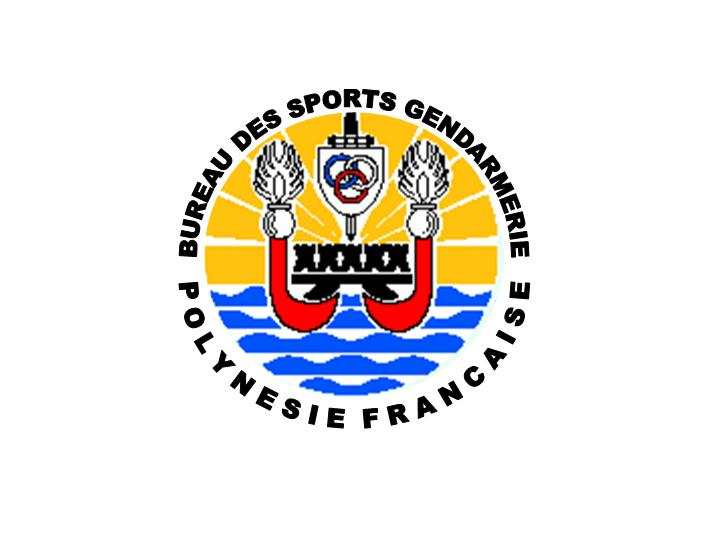 BUREAU DES SPORTS GENDARMERIE
POLYNESIE FRANCAISE